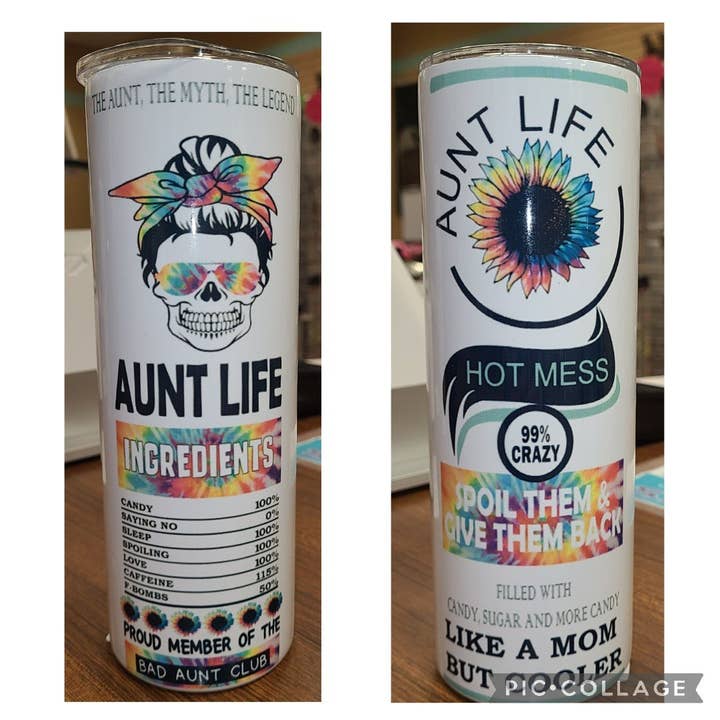 THE AUNT, THE MYTH, THE LEGEND
AUNT LIFE
INGREDIENTS
CANDY 100%
SAYING NO 0%
SLEEP 100%
SPOILING 100%
LOVE 100%
CAFFEINE 115%
F-BOMBS 50%
PROUD MEMBER OF THE
BAD AUNT CLUB
AUNT LIFE
HOT MESS
99%
CRAZY
SPOIL THEM &
GIVE THEM BACK
FILLED WITH
CANDY, SUGAR AND MORE CANDY
LIKE A MOM
BUT COOLER
PIC•COLLAGE